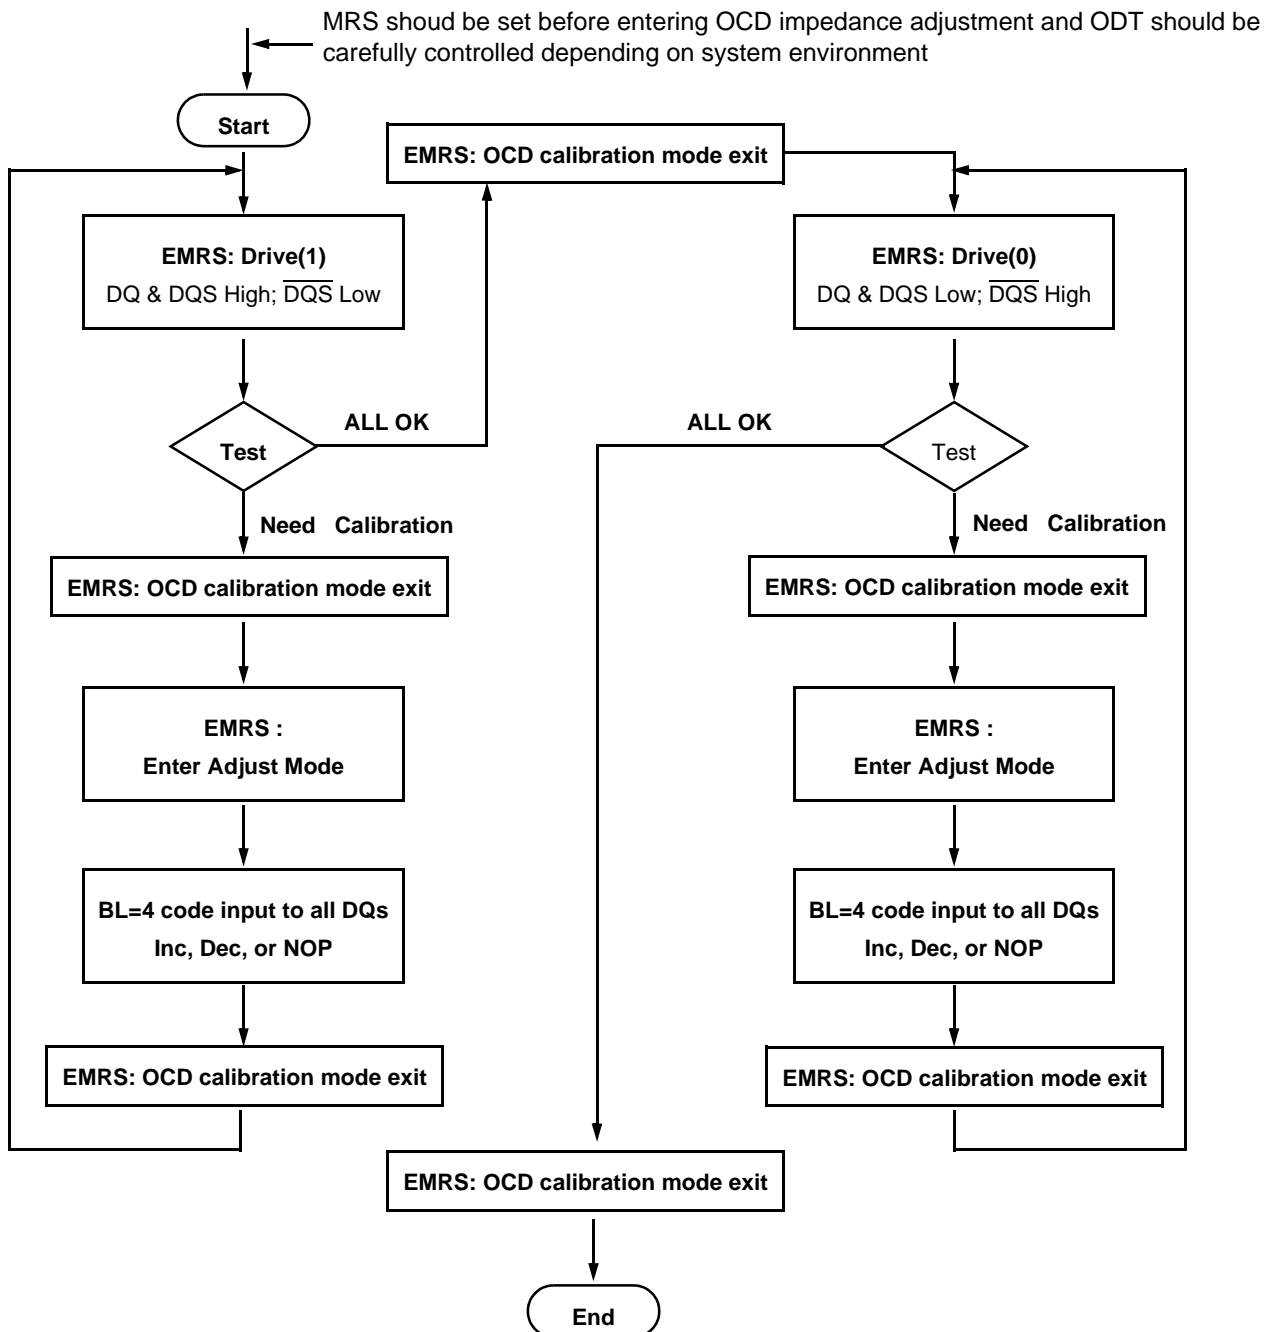 MRS shoud be set before entering OCD impedance adjustment and ODT should be
carefully controlled depending on system environment
Start
EMRS: OCD calibration mode exit
EMRS: Drive(1)
DQ & DQS High; D̅Q̅S̅ Low
EMRS: Drive(0)
DQ & DQS Low; D̅Q̅S̅ High
ALL OK
Test
ALL OK
Test
Need Calibration
Need Calibration
EMRS: OCD calibration mode exit
EMRS: OCD calibration mode exit
EMRS :
Enter Adjust Mode
EMRS :
Enter Adjust Mode
BL=4 code input to all DQs
Inc, Dec, or NOP
BL=4 code input to all DQs
Inc, Dec, or NOP
EMRS: OCD calibration mode exit
EMRS: OCD calibration mode exit
EMRS: OCD calibration mode exit
End